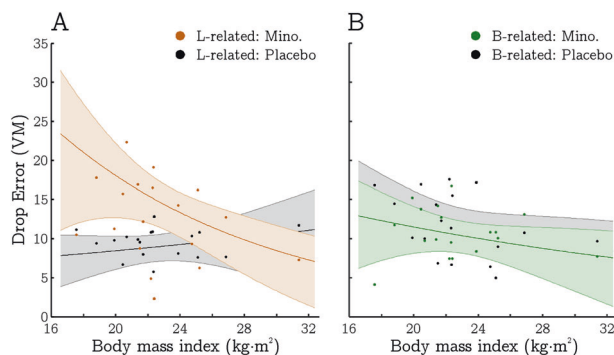 A
L-related: Mino.
L-related: Placebo
B
B-related: Mino.
B-related: Placebo
Drop Error (VM)
35
30
25
20
15
10
5
0
16 20 24 28 32
16 20 24 28 32
Body mass index (kg·m²)
Body mass index (kg·m²)